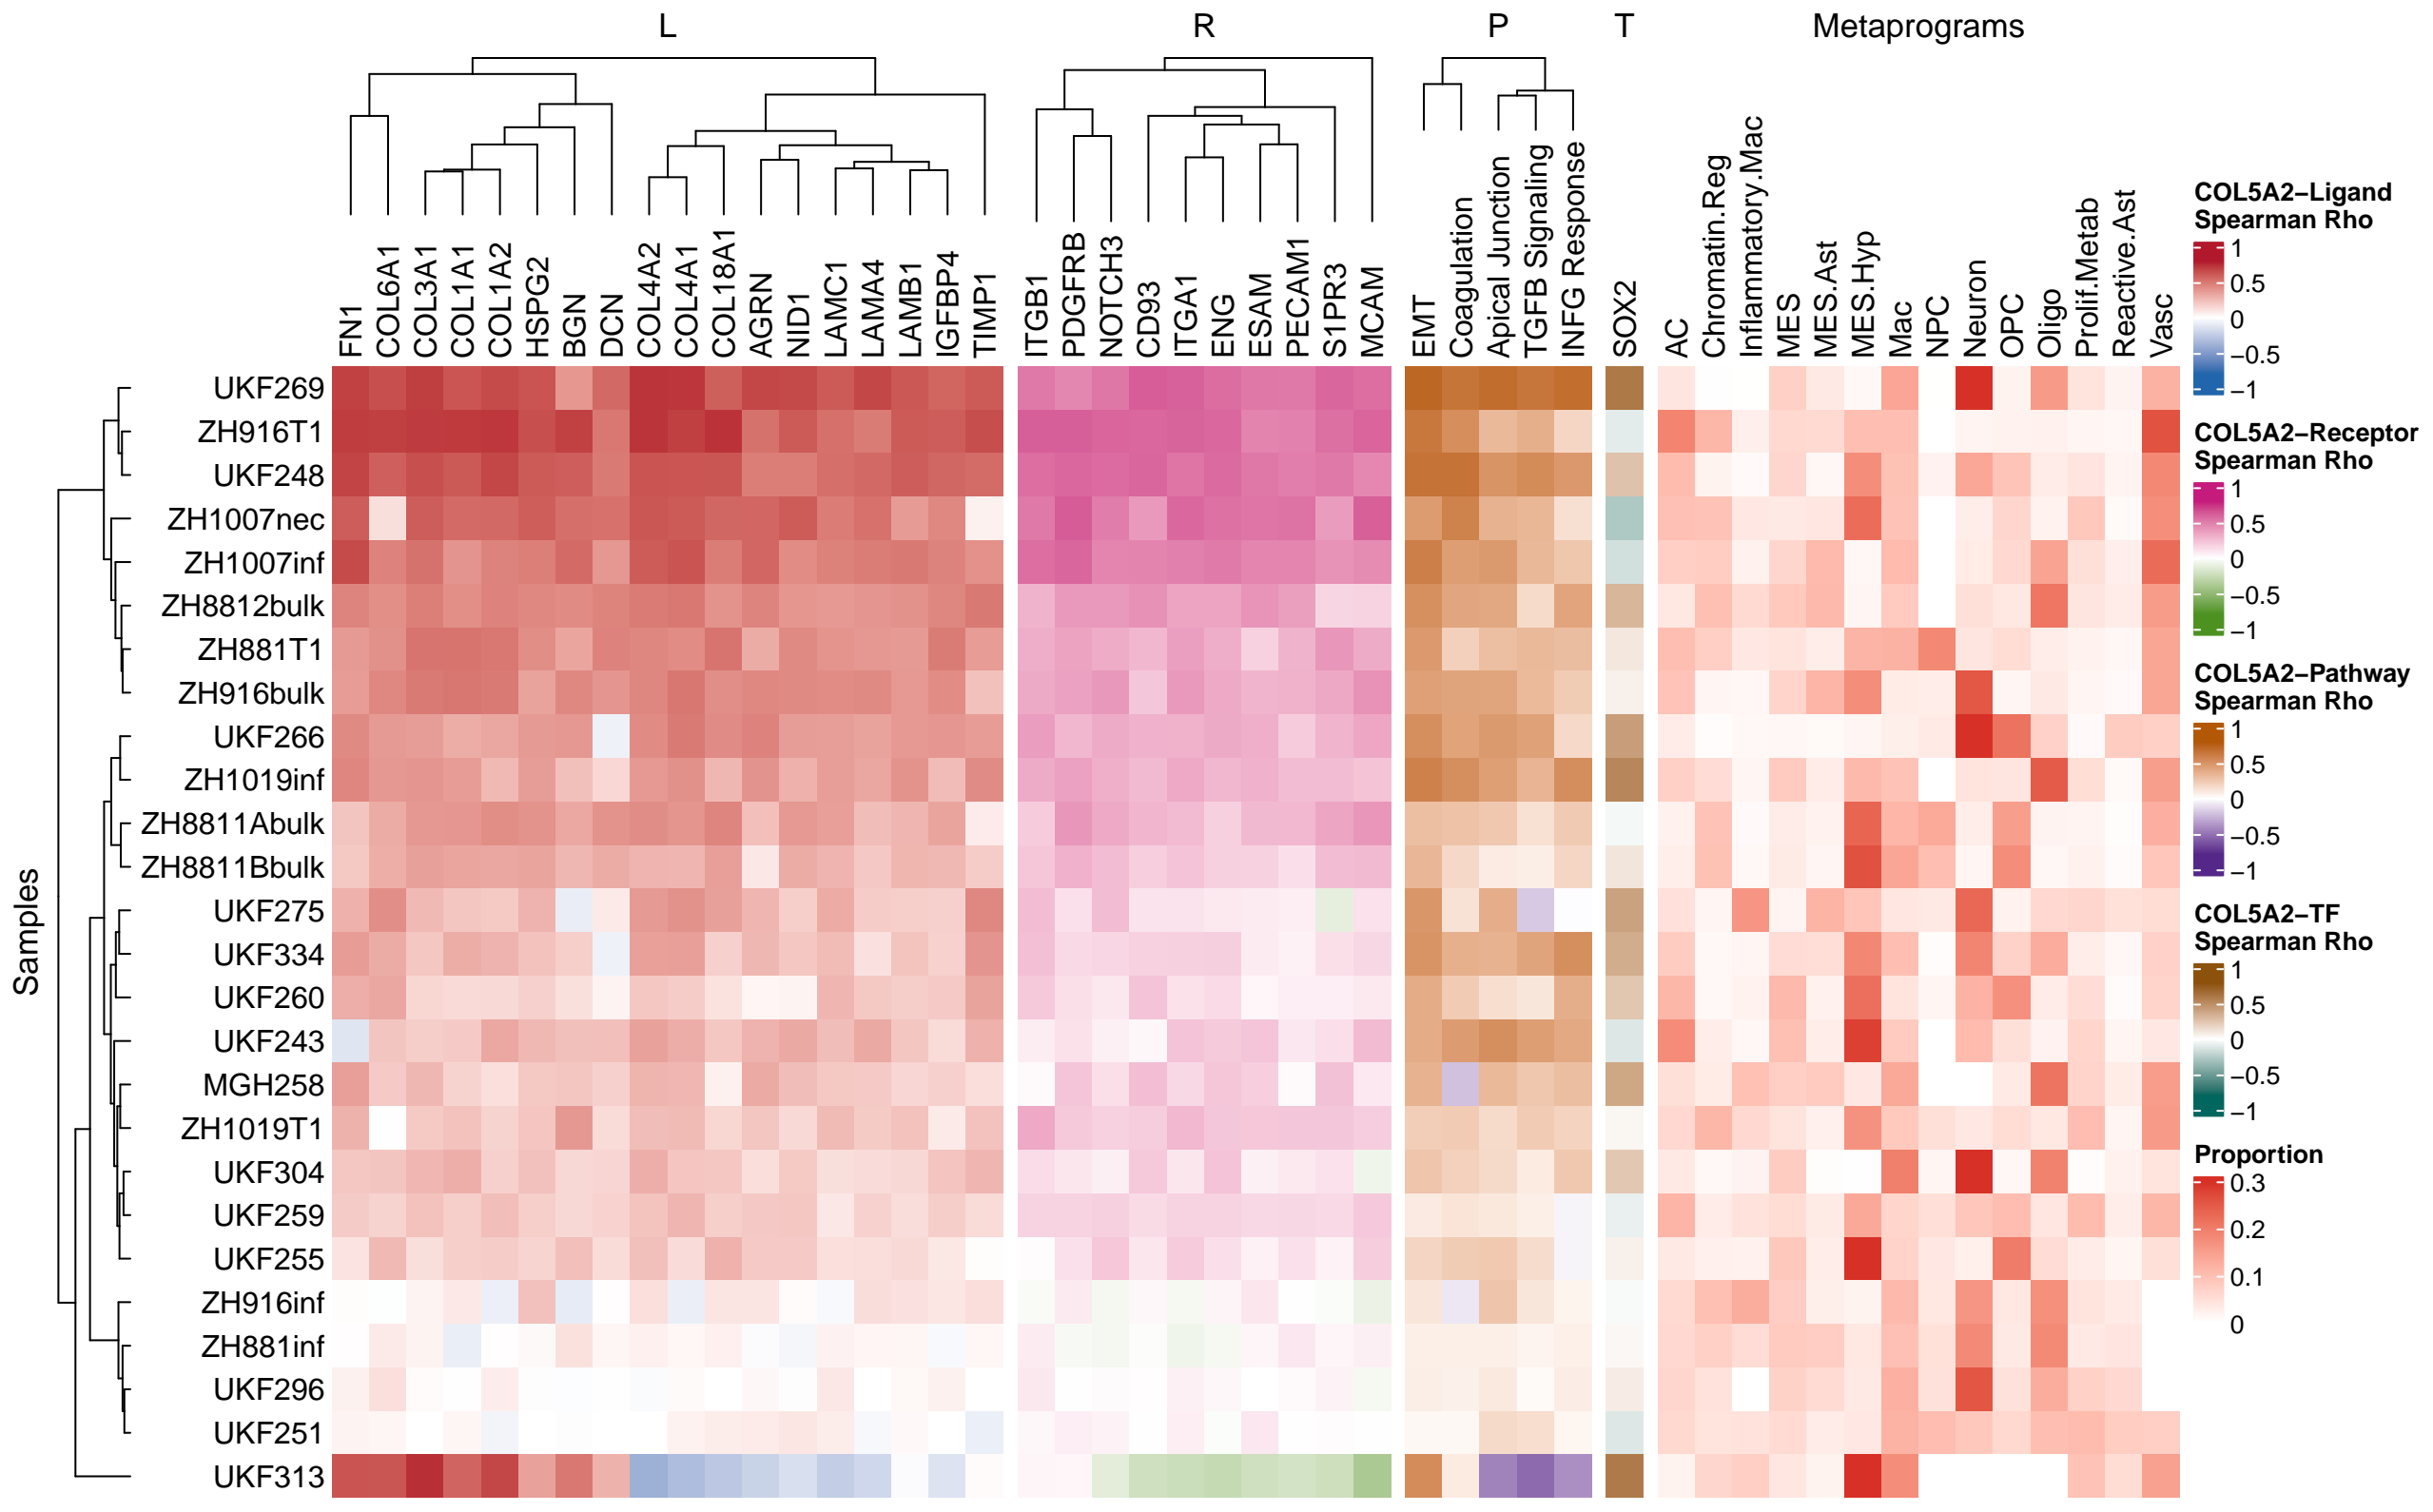 L
R
P
T
Metaprograms
FN1
COL6A1
COL3A1
COL1A1
COL1A2
HSPG2
BGN
DCN
COL4A2
COL4A1
COL18A1
AGRN
NID1
LAMC1
LAMA4
LAMB1
IGFBP4
TIMP1
ITGB1
PDGFRB
NOTCH3
CD93
ITGA1
ENG
ESAM
PECAM1
S1PR3
MCAM
EMT
Coagulation
Apical Junction
TGFB Signaling
INFG Response
SOX2
AC
Chromatin.Reg
Inflammatory.Mac
MES
MES.Ast
MES.Hyp
Mac
NPC
Neuron
OPC
Oligo
Prolif.Metab
Reactive.Ast
Vasc
Samples
UKF269
ZH916T1
UKF248
ZH1007nec
ZH1007inf
ZH8812bulk
ZH881T1
ZH916bulk
UKF266
ZH1019inf
ZH8811Abulk
ZH8811Bbulk
UKF275
UKF334
UKF260
UKF243
MGH258
ZH1019T1
UKF304
UKF259
UKF255
ZH916inf
ZH881inf
UKF296
UKF251
UKF313
COL5A2−Ligand
Spearman Rho
1
0.5
0
−0.5
−1
COL5A2−Receptor
Spearman Rho
1
0.5
0
−0.5
−1
COL5A2−Pathway
Spearman Rho
1
0.5
0
−0.5
−1
COL5A2−TF
Spearman Rho
1
0.5
0
−0.5
−1
Proportion
0.3
0.2
0.1
0